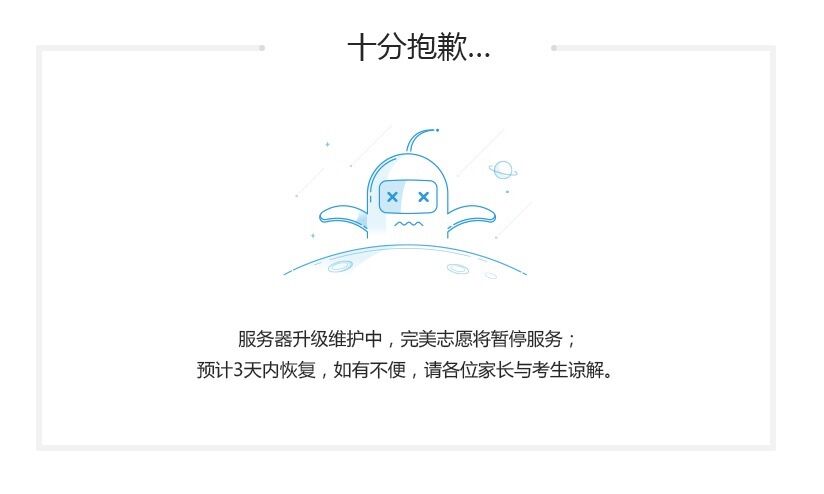 十分抱歉...
服务器升级维护中，完美志愿将暂停服务；
预计3天内恢复，如有不便，请各位家长与考生谅解。